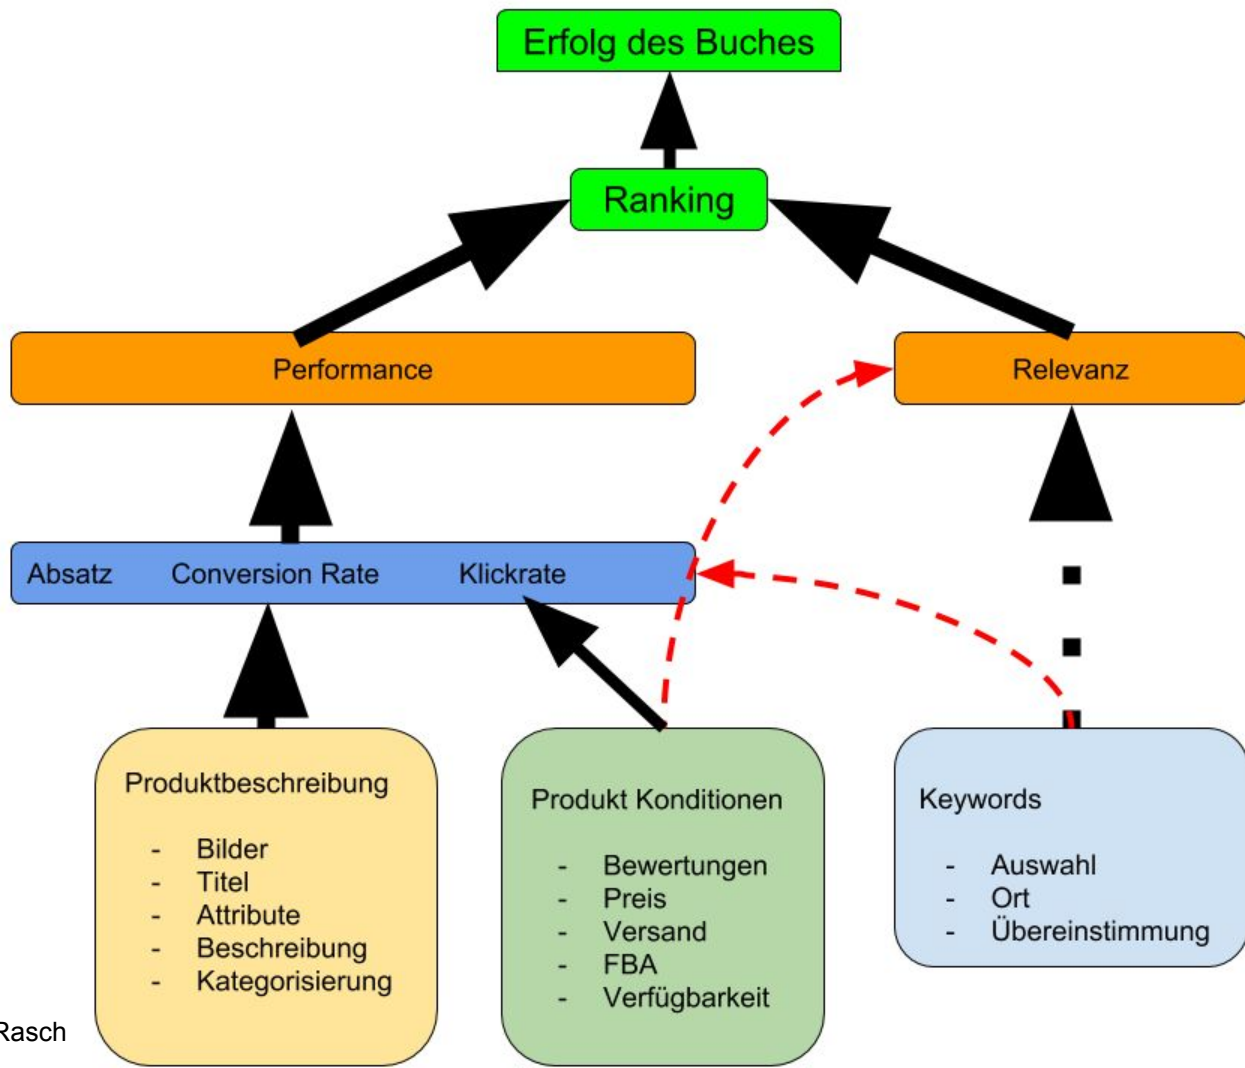 Erfolg des Buches
Ranking
Performance
Relevanz
Absatz Conversion Rate Klickrate
Produktbeschreibung
- Bilder
- Titel
- Attribute
- Beschreibung
- Kategorisierung
Produkt Konditionen
- Bewertungen
- Preis
- Versand
- FBA
- Verfügbarkeit
Keywords
- Auswahl
- Ort
- Übereinstimmung
Rasch